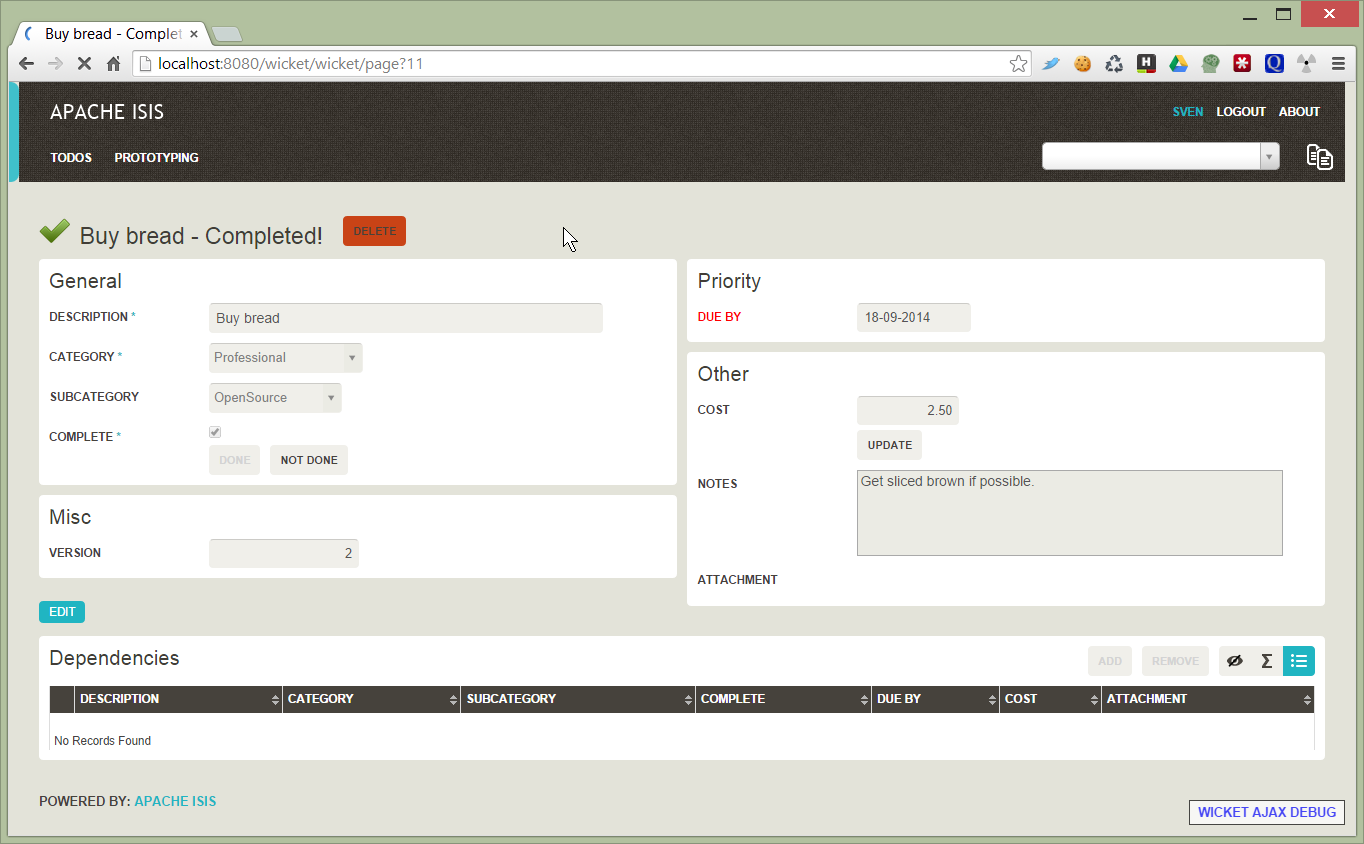 Buy bread - Complet
localhost:8080/wicket/wicket/page?11
APACHE ISIS
SVEN LOGOUT ABOUT
TODOS PROTOTYPING
Buy bread - Completed! DELETE
General
DESCRIPTION * Buy bread
CATEGORY * Professional
SUBCATEGORY OpenSource
COMPLETE *
DONE NOT DONE
Misc
VERSION 2
EDIT
Priority
DUE BY 18-09-2014
Other
COST 2.50
UPDATE
NOTES Get sliced brown if possible.
ATTACHMENT
Dependencies ADD REMOVE Σ
DESCRIPTION CATEGORY SUBCATEGORY COMPLETE DUE BY COST ATTACHMENT
No Records Found
POWERED BY: APACHE ISIS
WICKET AJAX DEBUG